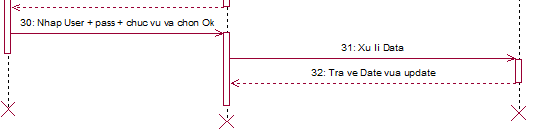 30: Nhap User + pass + chuc vu va chon Ok
31: Xu li Data
32: Tra ve Date vua update